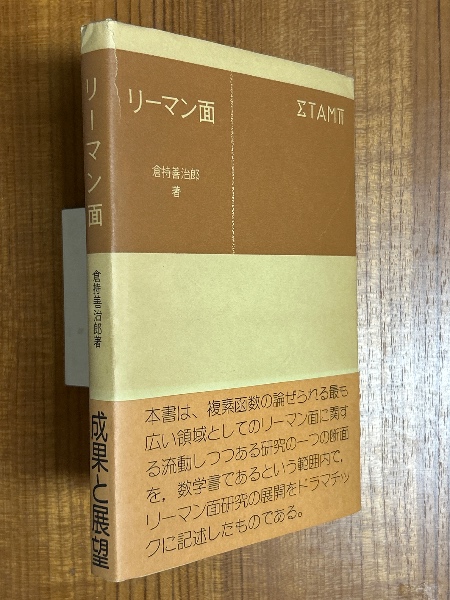 リーマン面
倉持善治郎著
成果と展望
リーマン面
ΣTAMΠ
倉持善治郎
著
本書は、複素函数の論ぜられる最も
広い領域としてのリーマン面に関す
る流動しつつある研究の一つの断面
を，数学書であるという範囲内で，
リーマン面研究の展開をドラマチッ
クに記述したものである。